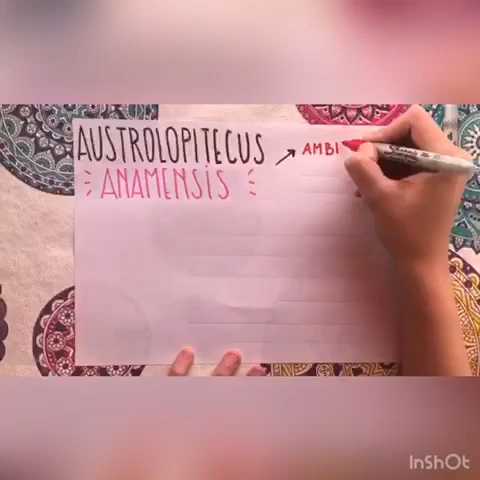 AUSTROLOPITECUS
ANAMENSIS
AMBI
Sharpie
InShOt